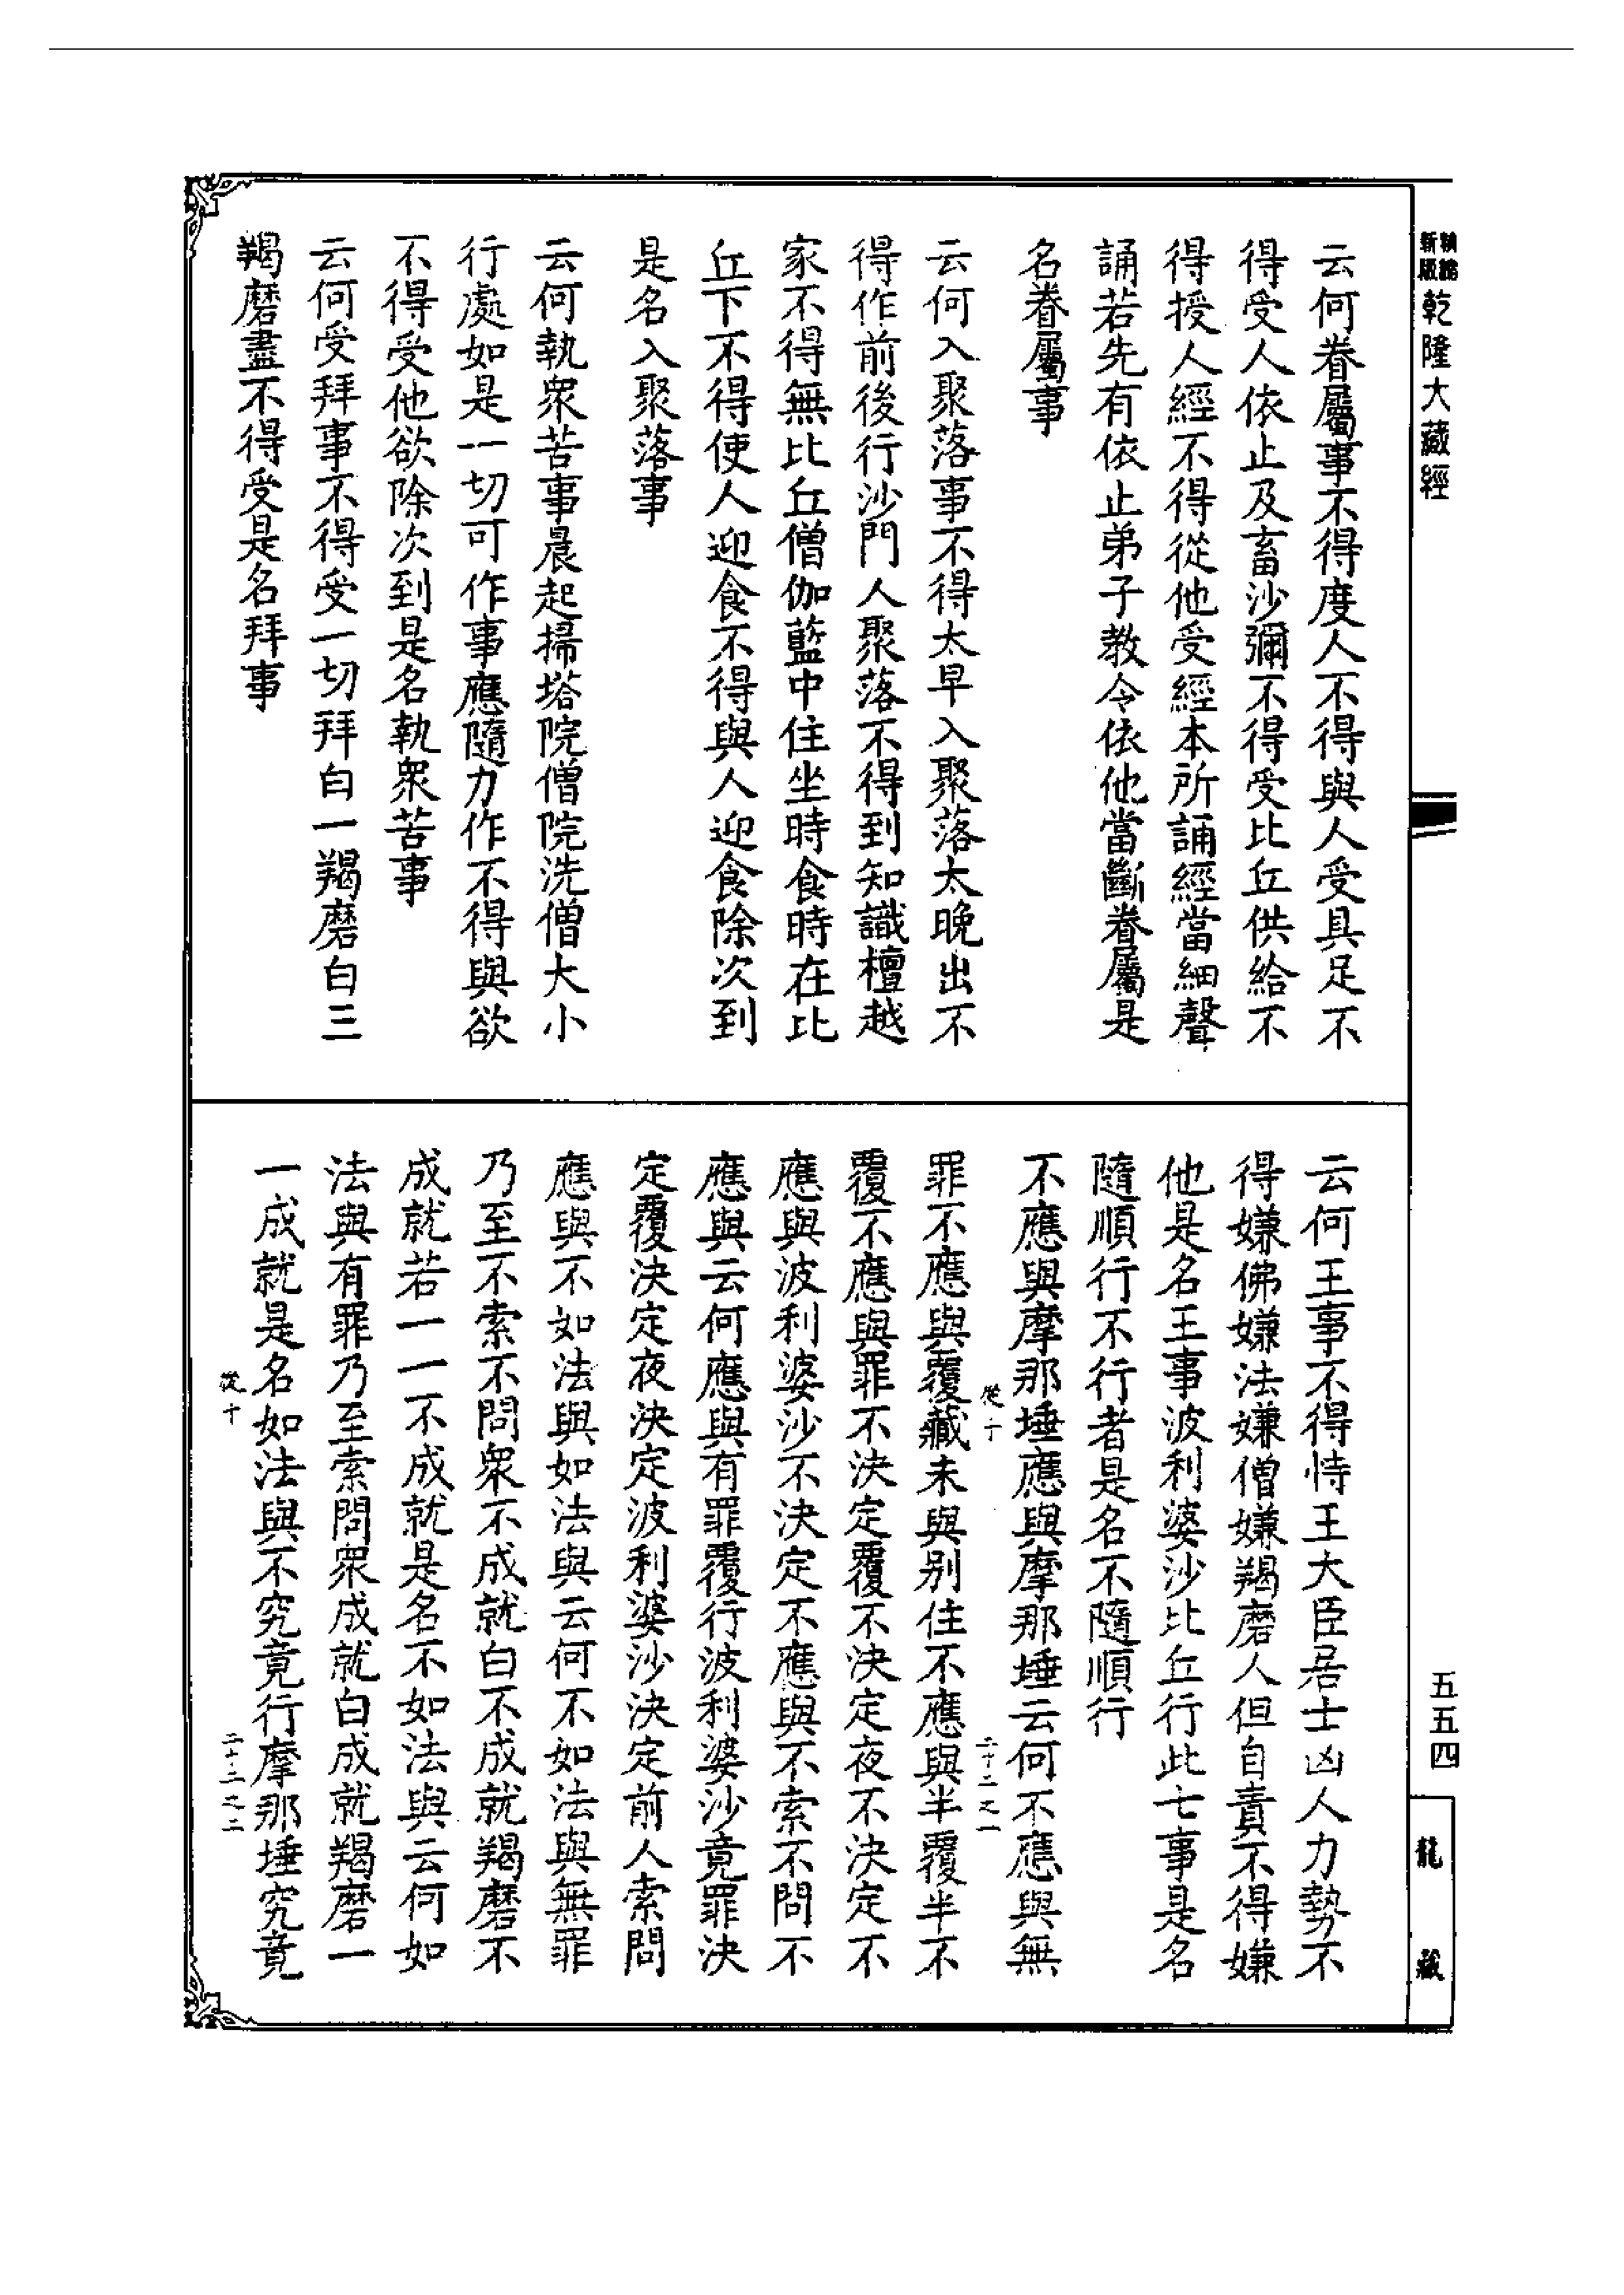 新編縮版乾隆大藏經
云何眷屬事不得度人不得與人受具足不
得受人依止及畜沙彌不得受比丘供給不
得授人經不得從他受經本所誦經當細聲
誦若先有依止弟子教令依他當斷眷屬是
名眷屬事
云何入聚落事不得太早入聚落太晚出不
得作前後行沙門人聚落不得到知識檀越
家不得無比丘僧伽藍中住坐時食時在比
丘下不得使人迎食不得與人迎食除次到
是名入聚落事
云何執衆苦事晨起掃塔院僧院洗僧大小
行處如是一切可作事應隨力作不得與欲
不得受他欲除次到是名執衆苦事
云何受拜事不得受一切拜白一羯磨白三
羯磨盡不得受是名拜事
云何王事不得恃王大臣居士凶人力勢不
得嫌佛嫌法嫌僧嫌羯磨人但自責不得嫌
他是名王事波利婆沙比丘行此七事是名
隨順行不行者是名不隨順行
不應與摩那埵應與摩那埵云何不應與無
罪不應與覆藏未與别住不應與半覆半不
覆不應與罪不決定覆不決定夜不決定不
應與波利婆沙不決定不應與不索不問不
應與云何應與有罪覆行波利婆沙竟罪決
定覆決定夜決定波利婆沙決定前人索問
應與不如法與如法與云何不如法與無罪
乃至不索不問衆不成就白不成就羯磨不
成就若一一不成就是名不如法與云何如
法與有罪乃至索問衆成就白成就羯磨一
一成就是名如法與不究竟行摩那埵究竟
從十
二十二之一
從十
二十二之二
五五四
龍藏